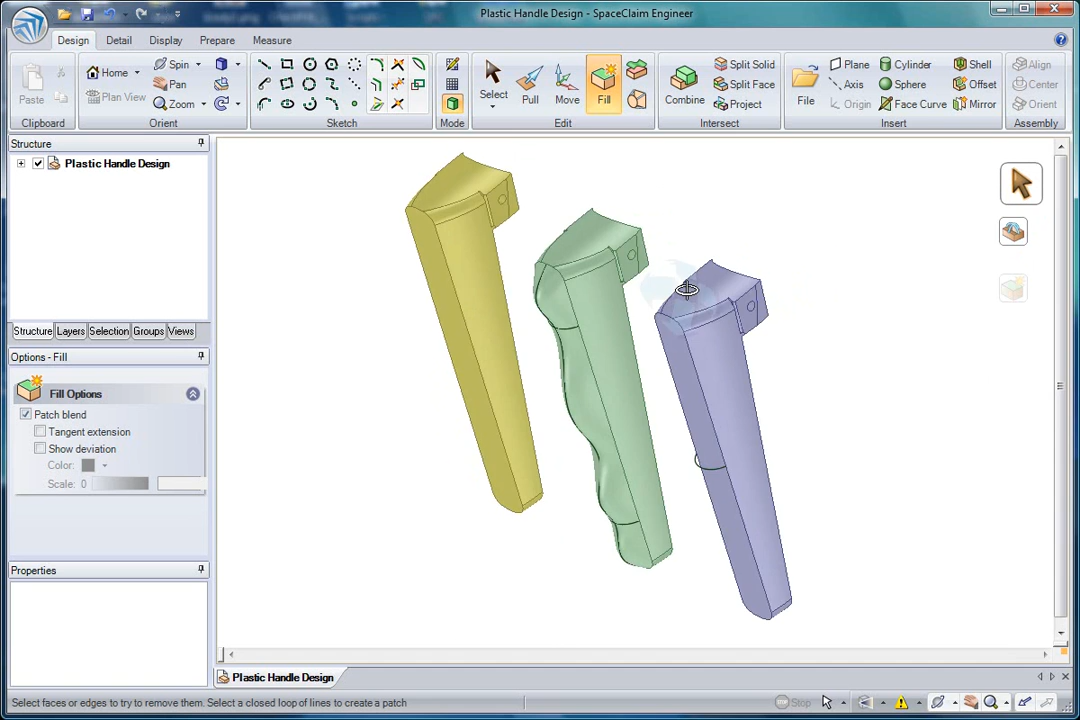 Plastic Handle Design - SpaceClaim Engineer
Design Detail Display Prepare Measure
Paste
Clipboard
Home Spin
Plan View Pan
Zoom
Orient
Sketch
Mode
Select Pull Move Fill
Edit
Combine
Split Solid
Split Face
Project
Intersect
File
Plane Cylinder Shell
Axis Sphere Offset
Origin Face Curve Mirror
Insert
Align
Center
Orient
Assembly
Structure
Plastic Handle Design
Structure Layers Selection Groups Views
Options - Fill
Fill Options
Patch blend
Tangent extension
Show deviation
Color:
Scale: 0
Properties
Plastic Handle Design
Select faces or edges to try to remove them. Select a closed loop of lines to create a patch
Stop